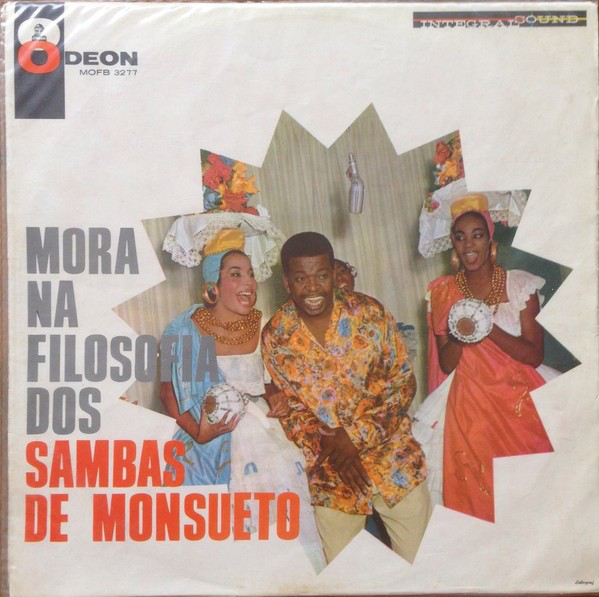 ODEON
MOFB 3277
INTEGRAL SOUND
MORA
NA
FILOSOFIA
DOS
SAMBAS
DE MONSUETO